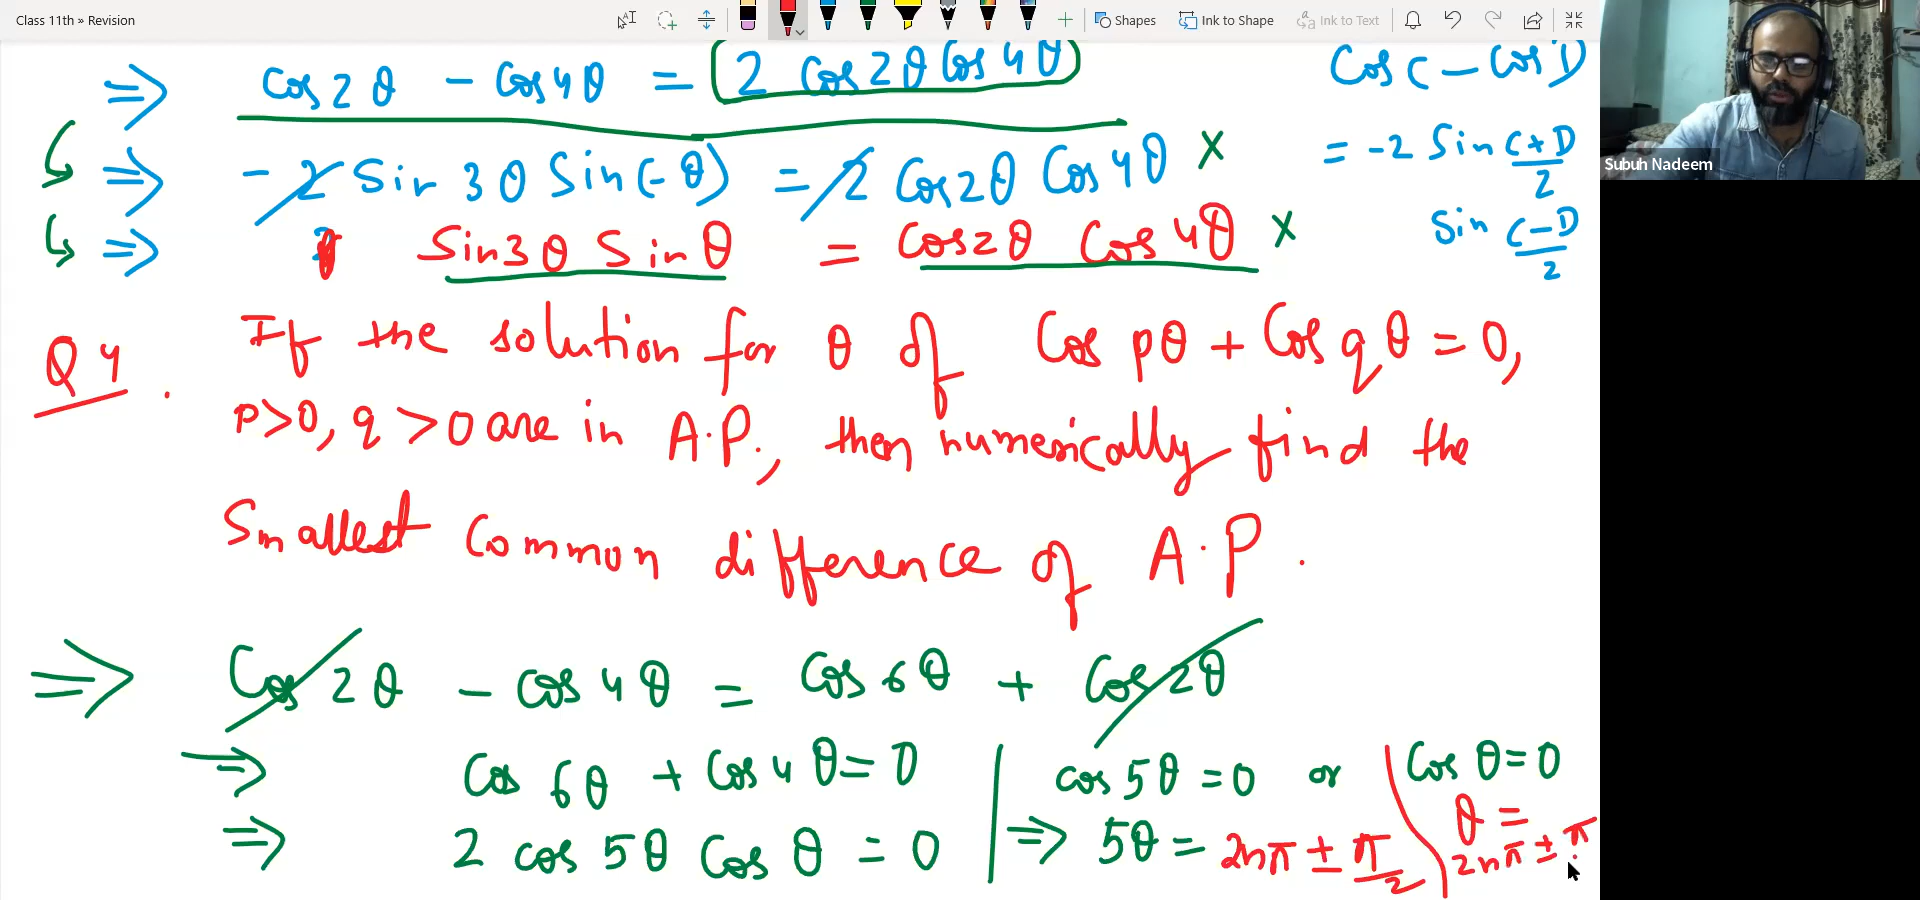 Class 11th » Revision
Shapes
Ink to Shape
Ink to Text
Subuh Nadeem
⇒ Cos 2θ - Cos 4θ = 2 Cos 2θ Cos 4θ
Cos C - Cos D
⇒ - 2 Sin 3θ Sin(-θ) = 2 Cos 2θ Cos 4θ ×
= -2 Sin C+D/2
⇒ Sin 3θ Sin θ = Cos 2θ Cos 4θ ×
Sin C-D/2
Q 4. If the solution for θ of Cos pθ + Cos qθ = 0,
p>0, q>0 are in A.P., then numerically find the
Smallest Common difference of A.P.
⇒ Cos 2θ - Cos 4θ = Cos 6θ + Cos 2θ
⇒ Cos 6θ + Cos 4θ = 0
⇒ 2 Cos 5θ Cos θ = 0
Cos 5θ = 0 or
⇒ 5θ = 2nπ ± π/2
Cos θ = 0
θ =
2nπ ± π